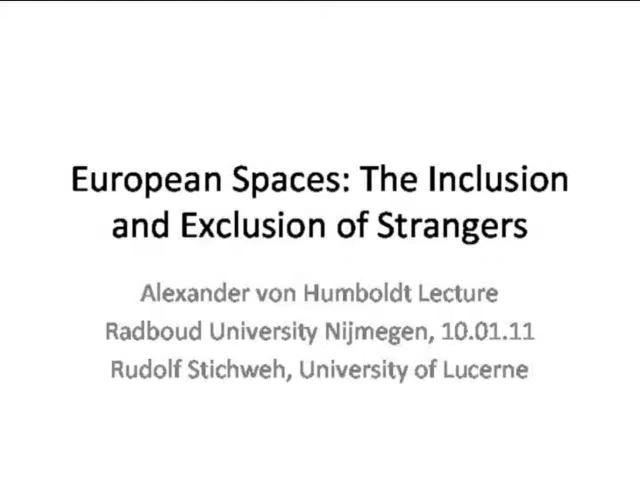 European Spaces: The Inclusion
and Exclusion of Strangers
Alexander von Humboldt Lecture
Radboud University Nijmegen, 10.01.11
Rudolf Stichweh, University of Lucerne